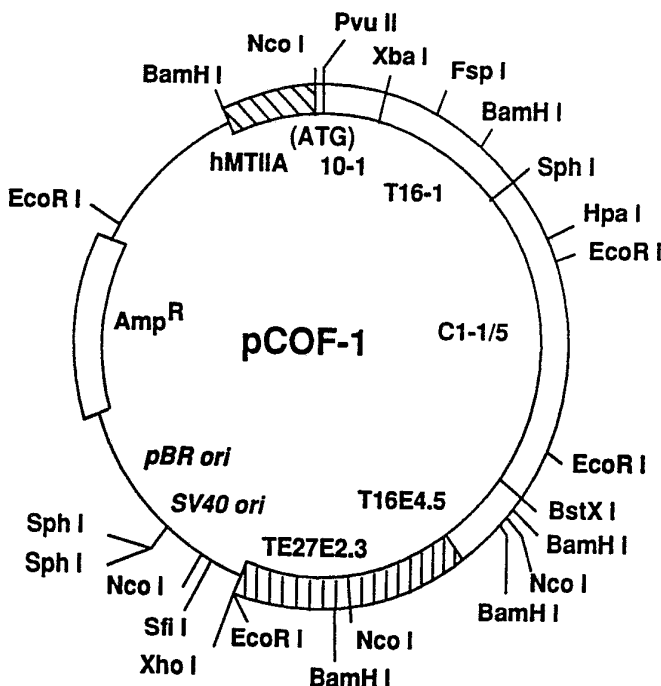 Nco I
Pvu II
BamH I
Xba I
Fsp I
BamH I
(ATG)
hMTIIA
10-1
Sph I
T16-1
EcoR I
Hpa I
EcoR I
Amp^R
pCOF-1
C1-1/5
pBR ori
EcoR I
SV40 ori
T16E4.5
BstX I
Sph I
TE27E2.3
BamH I
Sph I
Nco I
Nco I
BamH I
Sfi I
EcoR I
Nco I
Xho I
BamH I